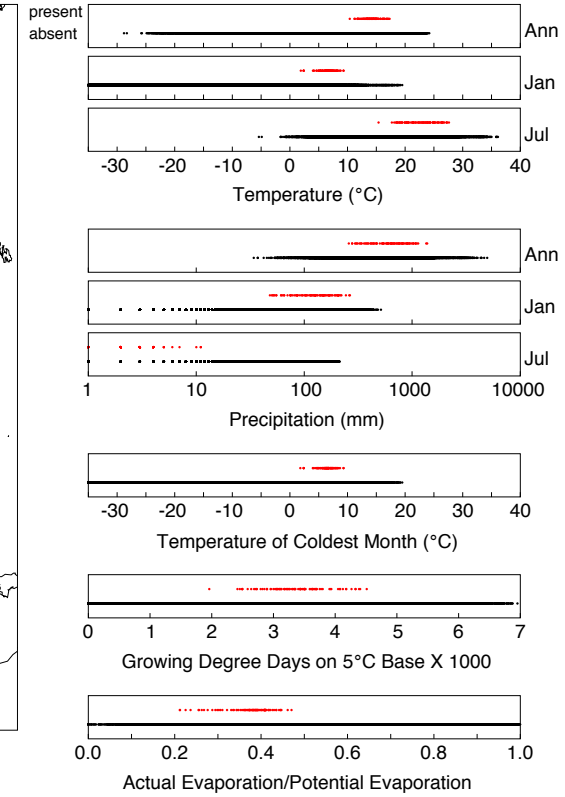 present
absent
Ann
Jan
Jul
-30 -20 -10 0 10 20 30 40
Temperature (°C)
Ann
Jan
Jul
1 10 100 1000 10000
Precipitation (mm)
-30 -20 -10 0 10 20 30 40
Temperature of Coldest Month (°C)
0 1 2 3 4 5 6 7
Growing Degree Days on 5°C Base X 1000
0.0 0.2 0.4 0.6 0.8 1.0
Actual Evaporation/Potential Evaporation